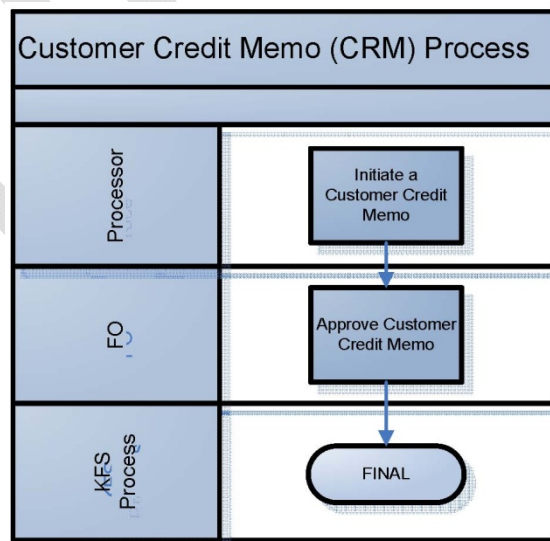 Customer Credit Memo (CRM) Process
Processor
Initiate a
Customer Credit
Memo
FO
Approve Customer
Credit Memo
KFS
Process
FINAL